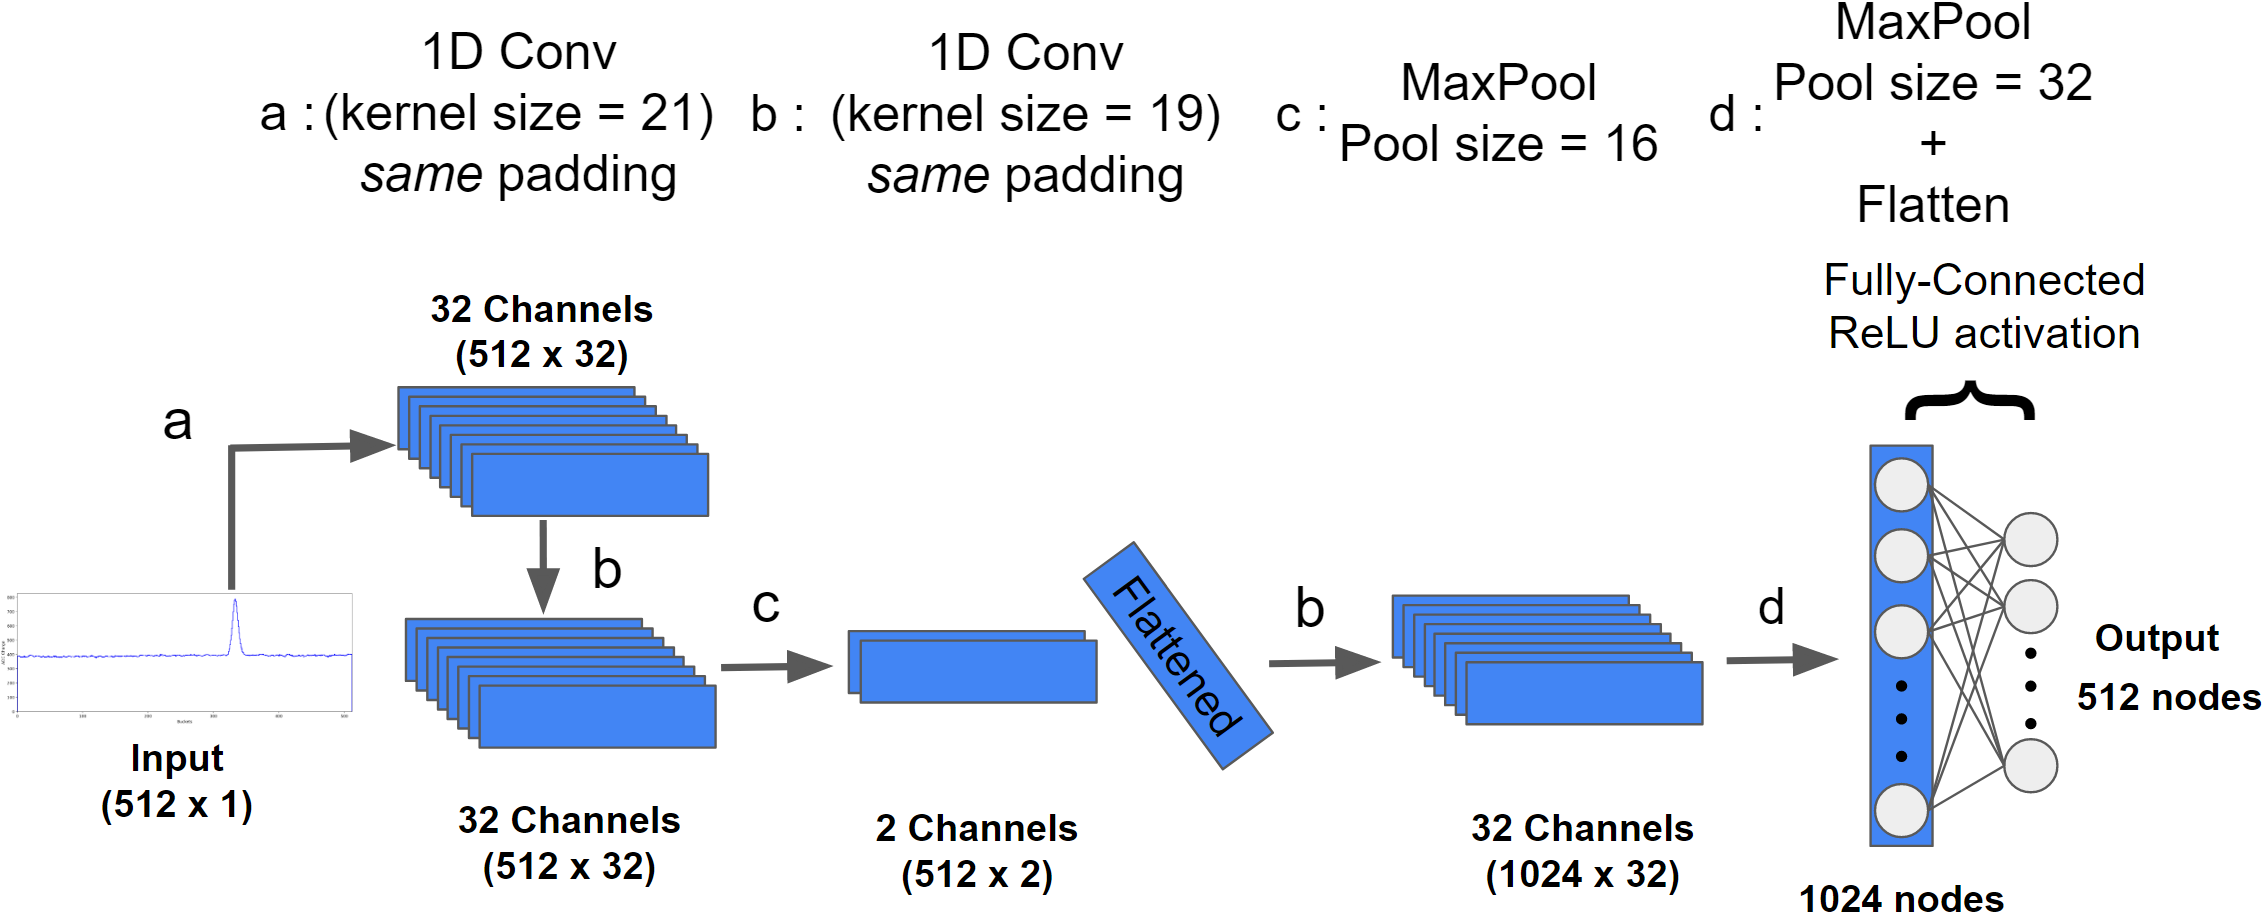 1D Conv
a : (kernel size = 21)
same padding
1D Conv
b : (kernel size = 19)
same padding
c : MaxPool
Pool size = 16
d : MaxPool
Pool size = 32
+
Flatten
Fully-Connected
ReLU activation
32 Channels
(512 x 32)
a
b
c
Flattened
b
d
Input
(512 x 1)
32 Channels
(512 x 32)
2 Channels
(512 x 2)
32 Channels
(1024 x 32)
1024 nodes
Output
512 nodes